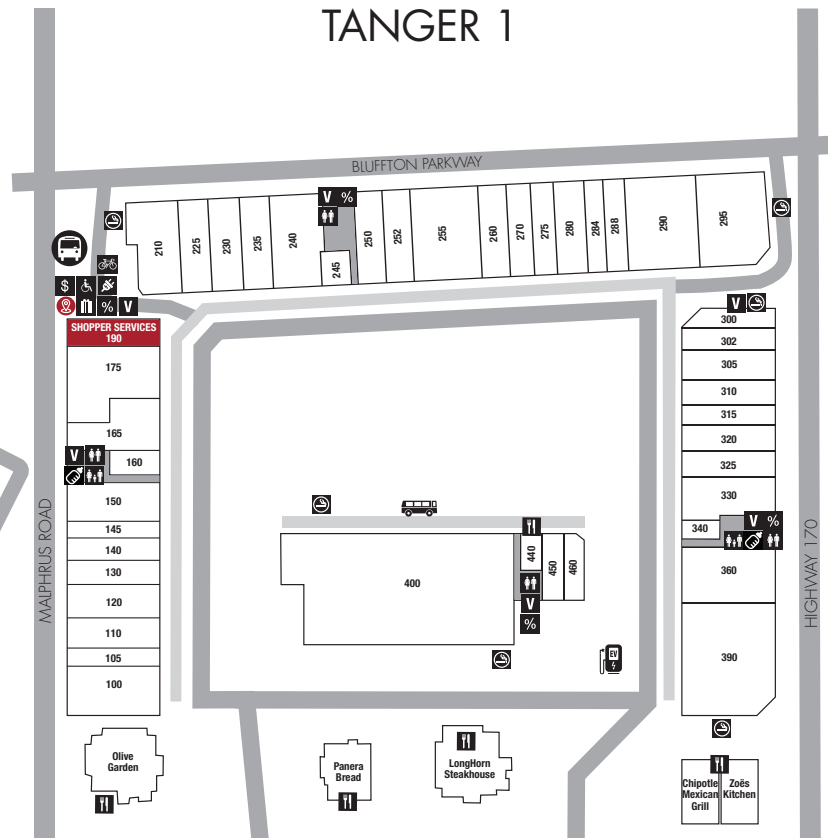 TANGER 1
BLUFFTON PARKWAY
V %
210
225
230
235
240
245
250
252
255
260
270
275
280
284
288
290
295
$
% V
SHOPPER SERVICES
190
175
165
V
160
150
145
140
130
120
110
105
100
MALPHRUS ROAD
V
300
302
305
310
315
320
325
330
V %
340
360
390
HIGHWAY 170
400
440
450
460
V
%
EV
Olive
Garden
Panera
Bread
LongHorn
Steakhouse
Chipotle
Mexican
Grill
Zoës
Kitchen